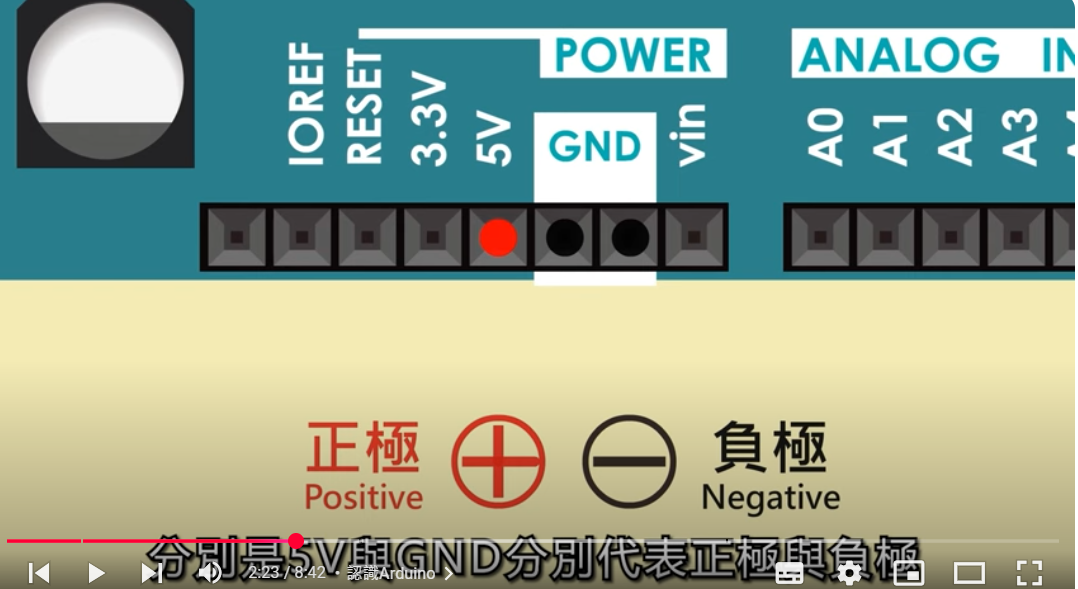 POWER
ANALOG IN
IOREF
RESET
3.3V
5V
GND
vin
A0
A1
A2
A3
正極
負極
Positive
Negative
分別是5V與GND分別代表正極與負極
2:23 / 8:42 • 認識Arduino